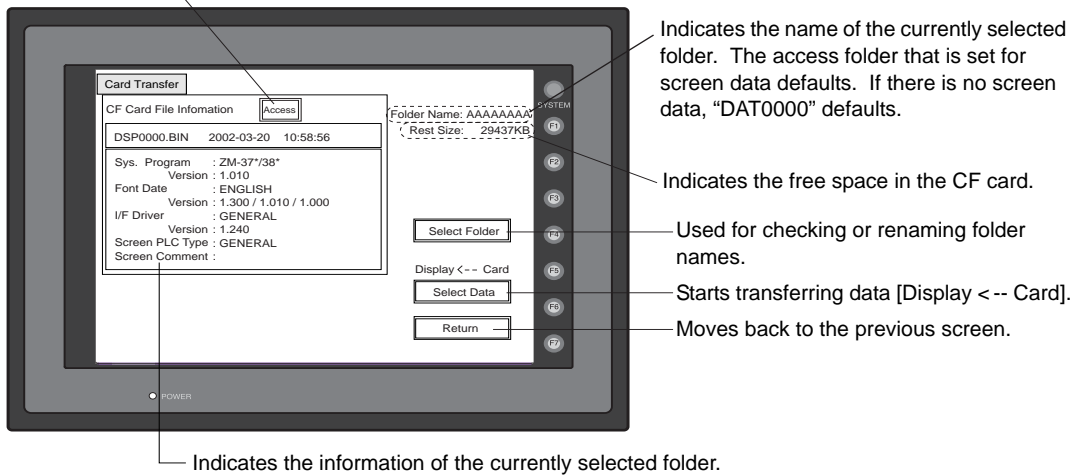 Card Transfer
CF Card File Infomation
Access
DSP0000.BIN 2002-03-20 10:58:56
Sys. Program : ZM-37*/38*
Version : 1.010
Font Date : ENGLISH
Version : 1.300 / 1.010 / 1.000
I/F Driver : GENERAL
Version : 1.240
Screen PLC Type : GENERAL
Screen Comment :
Folder Name: AAAAAAAA
Rest Size: 29437KB
Select Folder
Display <-- Card
Select Data
Return
SYSTEM
F1
F2
F3
F4
F5
F6
F7
POWER
Indicates the name of the currently selected
folder. The access folder that is set for
screen data defaults. If there is no screen
data, “DAT0000” defaults.
Indicates the free space in the CF card.
Used for checking or renaming folder
names.
Starts transferring data [Display < -- Card].
Moves back to the previous screen.
Indicates the information of the currently selected folder.